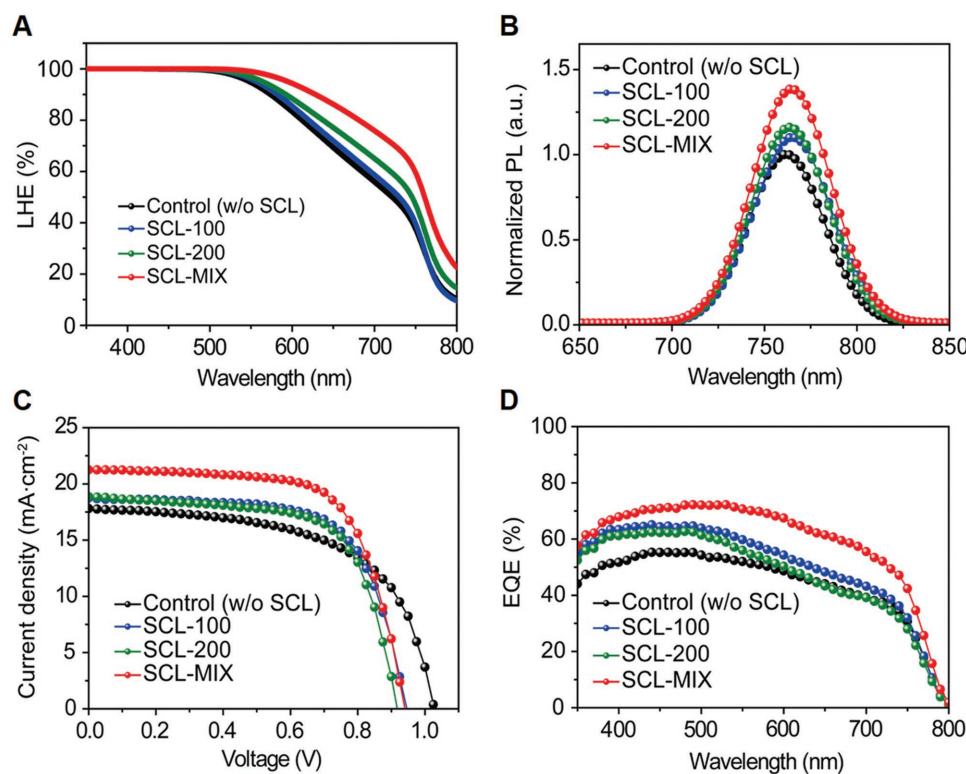 A
100
80
60
40
20
0
LHE (%)
Control (w/o SCL)
SCL-100
SCL-200
SCL-MIX
400 500 600 700 800
Wavelength (nm)
B
1.5
1.0
0.5
0.0
Normalized PL (a.u.)
Control (w/o SCL)
SCL-100
SCL-200
SCL-MIX
650 700 750 800 850
Wavelength (nm)
C
25
20
15
10
5
0
Current density (mA·cm⁻²)
Control (w/o SCL)
SCL-100
SCL-200
SCL-MIX
0.0 0.2 0.4 0.6 0.8 1.0
Voltage (V)
D
100
80
60
40
20
0
EQE (%)
Control (w/o SCL)
SCL-100
SCL-200
SCL-MIX
400 500 600 700 800
Wavelength (nm)